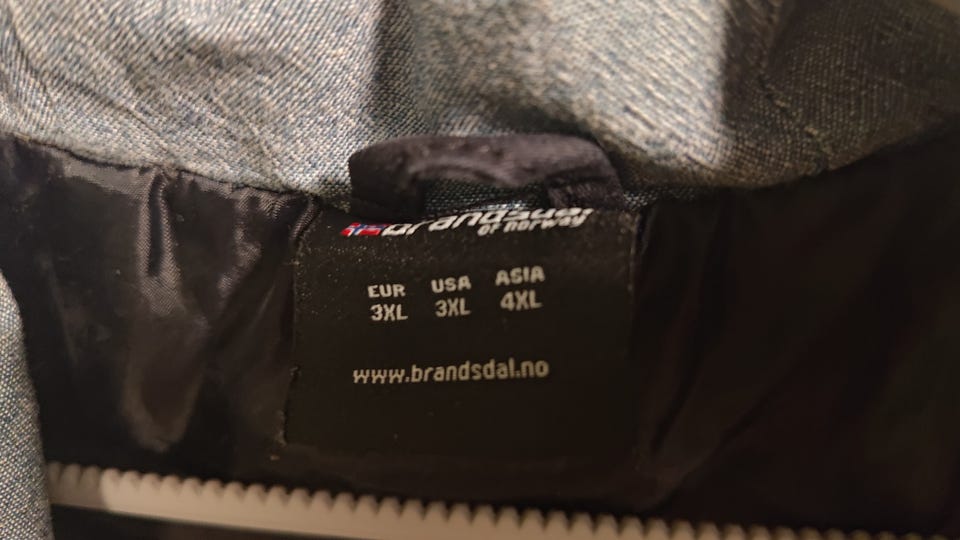 brandsdal
of norway
EUR USA ASIA
3XL 3XL 4XL
www.brandsdal.no